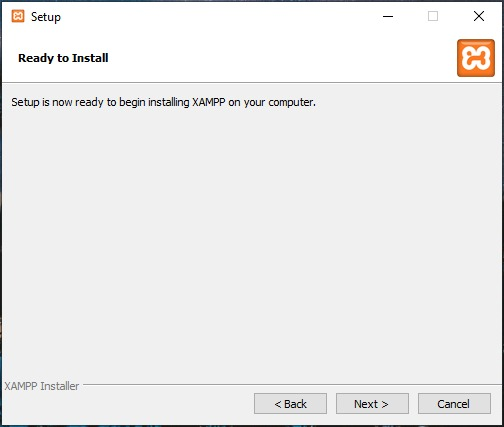 Setup
Ready to Install
Setup is now ready to begin installing XAMPP on your computer.
XAMPP Installer
< Back
Next >
Cancel